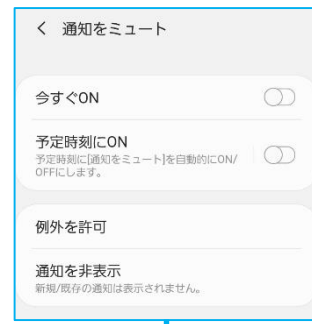 通知をミュート
今すぐON
予定時刻にON
予定時刻に[通知をミュート]を自動的にON/
OFFにします。
例外を許可
通知を非表示
新規/既存の通知は表示されません。